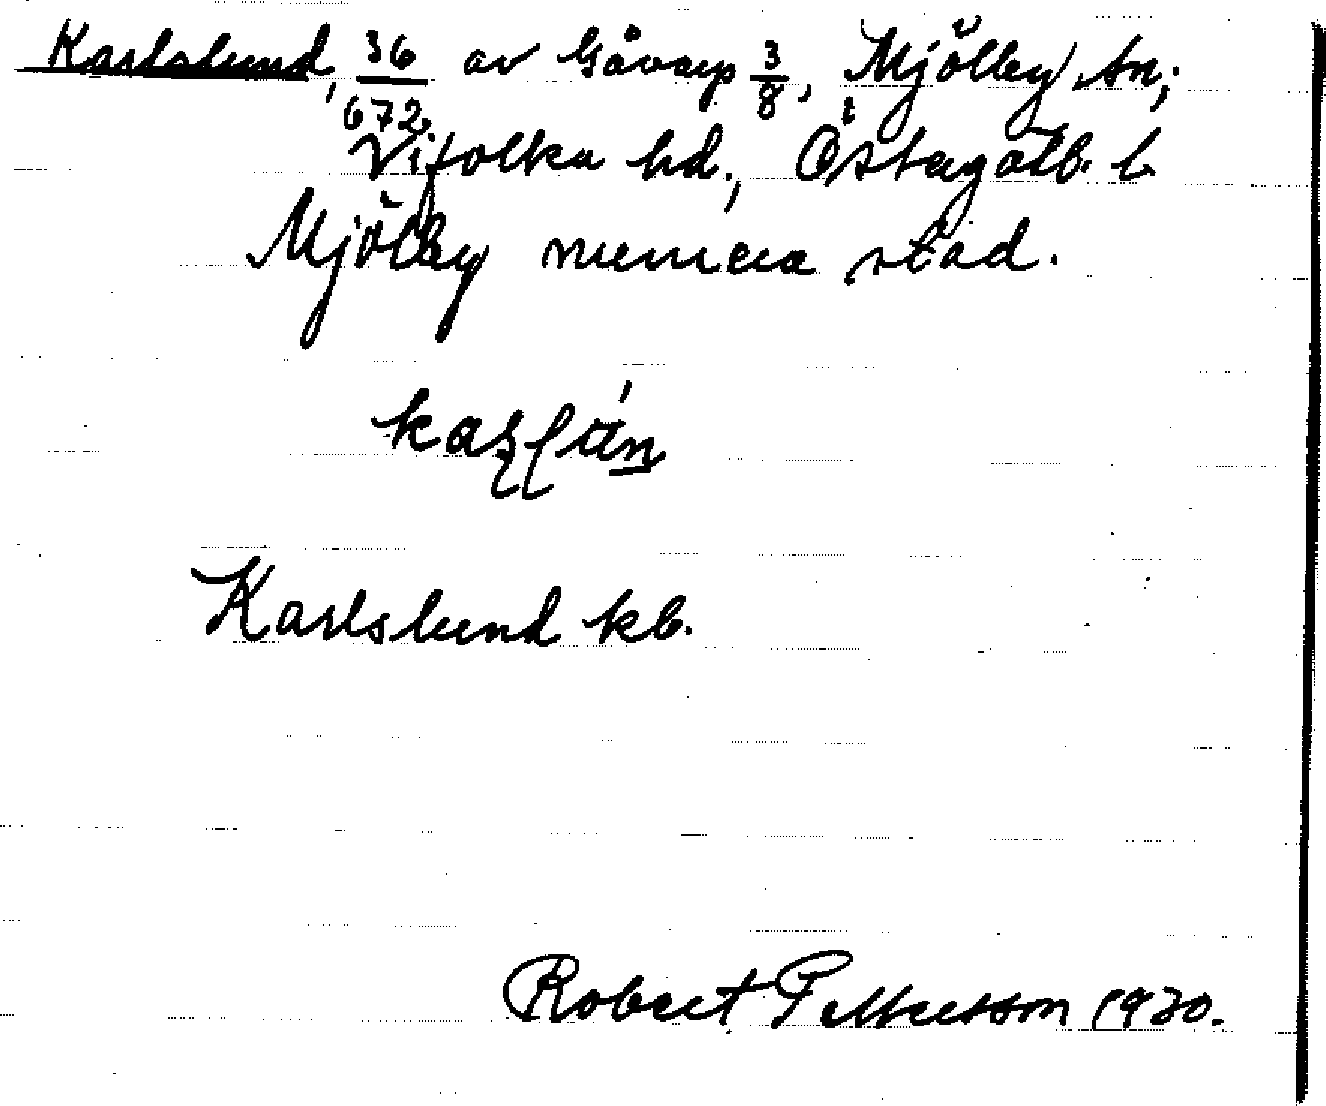 Karlslund, 36/672 av Gåvarp 3/8, Mjölby sn;
Vifolka hd., Östergötl. l.
Mjölby numera stad.
Karlslund kb.
Robert Pettersson 1930.